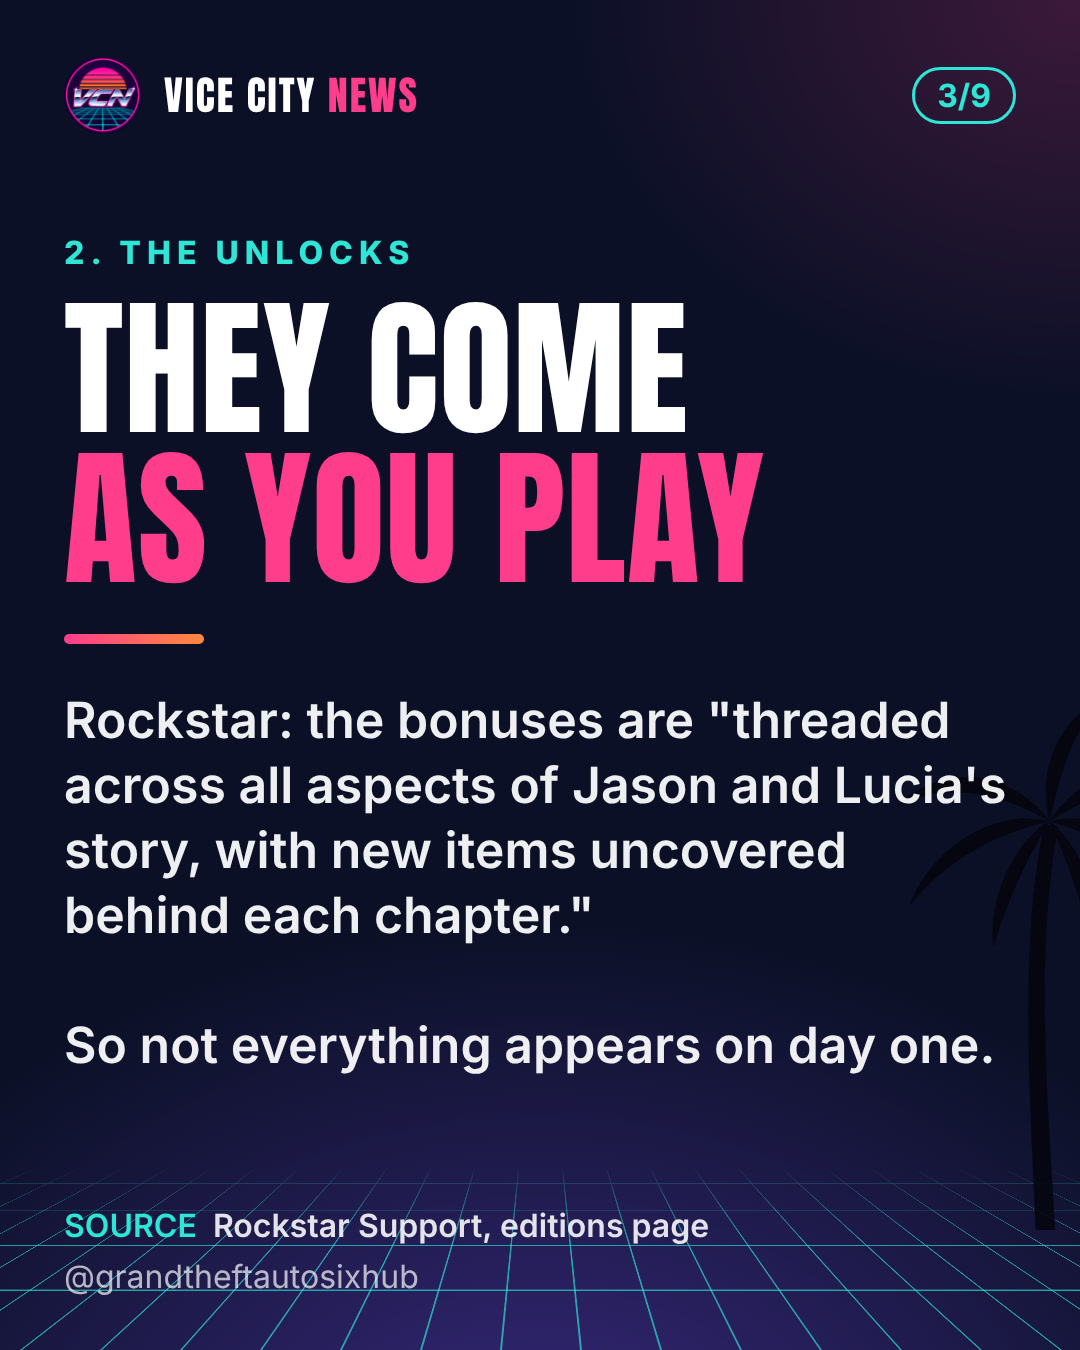 VCN
VICE CITY NEWS
3/9
2. THE UNLOCKS
THEY COME
AS YOU PLAY
Rockstar: the bonuses are "threaded
across all aspects of Jason and Lucia's
story, with new items uncovered
behind each chapter."
So not everything appears on day one.
SOURCE Rockstar Support, editions page
@grandtheftautosixhub